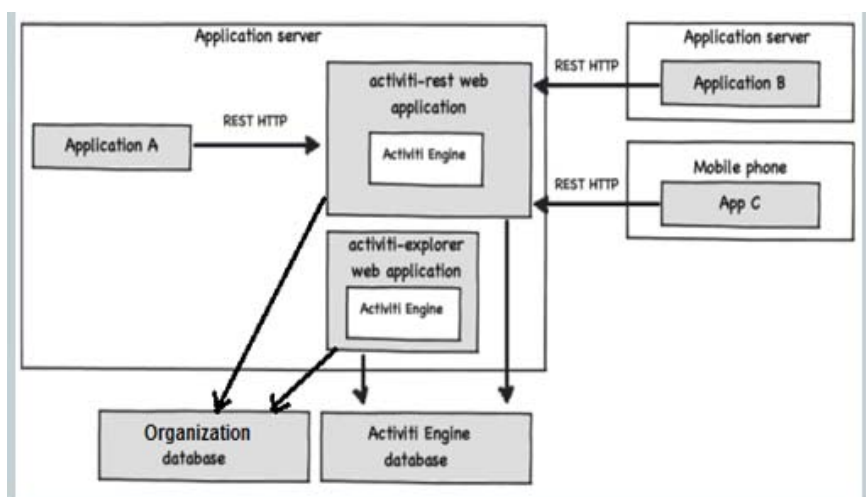 Application server
Application server
REST HTTP
activiti-rest web
application
Application B
REST HTTP
Application A
Activiti Engine
Mobile phone
REST HTTP
App C
activiti-explorer
web application
Activiti Engine
Organization
database
Activiti Engine
database